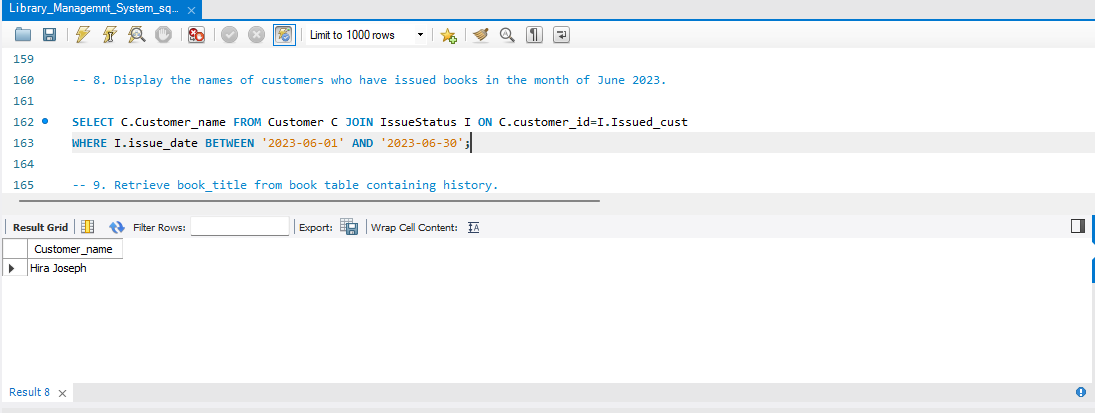 Library_Managemnt_System_sq...
Limit to 1000 rows
159
160 -- 8. Display the names of customers who have issued books in the month of June 2023.
161
162 SELECT C.Customer_name FROM Customer C JOIN IssueStatus I ON C.customer_id=I.Issued_cust
163 WHERE I.issue_date BETWEEN '2023-06-01' AND '2023-06-30';
164
165 -- 9. Retrieve book_title from book table containing history.
Result Grid Filter Rows: Export: Wrap Cell Content:
Customer_name
Hira Joseph
Result 8